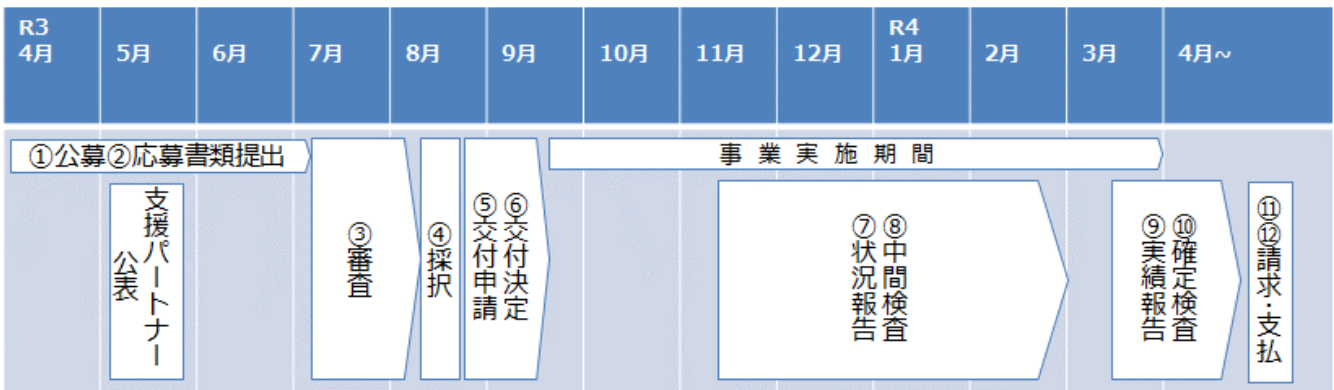 R3
4月
5月
6月
7月
8月
9月
10月
11月
12月
R4
1月
2月
3月
4月~
①公募②応募書類提出
事業実施期間
支援パートナー
公表
③審査
④採択
⑥交付決定
⑤交付申請
⑧中間検査
⑦状況報告
⑩確定検査
⑨実績報告
⑪⑫請求・支払